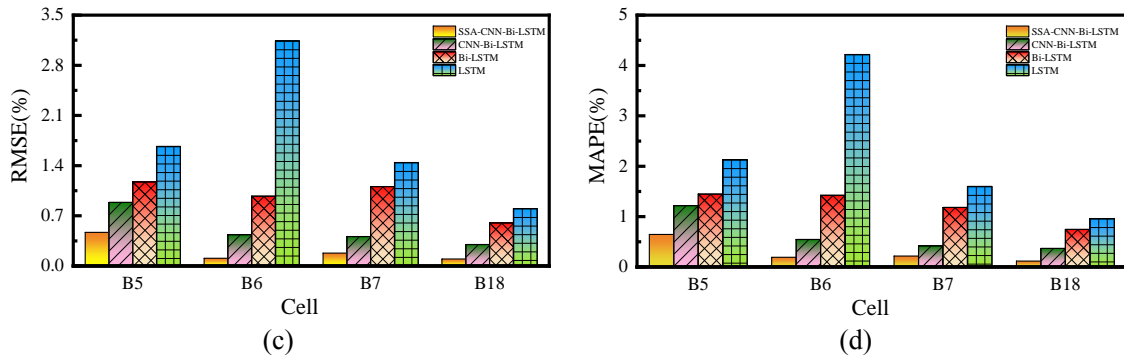 3.5
2.8
2.1
1.4
0.7
0.0
RMSE(%)
SSA-CNN-Bi-LSTM
CNN-Bi-LSTM
Bi-LSTM
LSTM
B5 B6 B7 B18
Cell
(c)
5
4
3
2
1
0
MAPE(%)
SSA-CNN-Bi-LSTM
CNN-Bi-LSTM
Bi-LSTM
LSTM
B5 B6 B7 B18
Cell
(d)